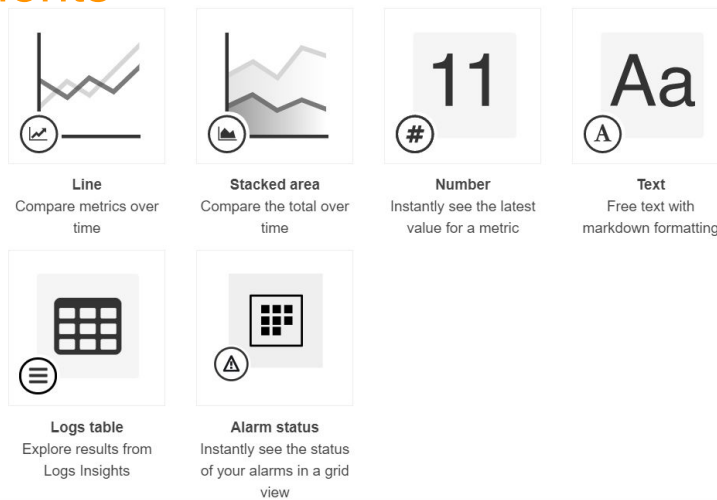 11
Aa
#
A
Line
Compare metrics over
time
Stacked area
Compare the total over
time
Number
Instantly see the latest
value for a metric
Text
Free text with
markdown formatting
Logs table
Explore results from
Logs Insights
Alarm status
Instantly see the status
of your alarms in a grid
view